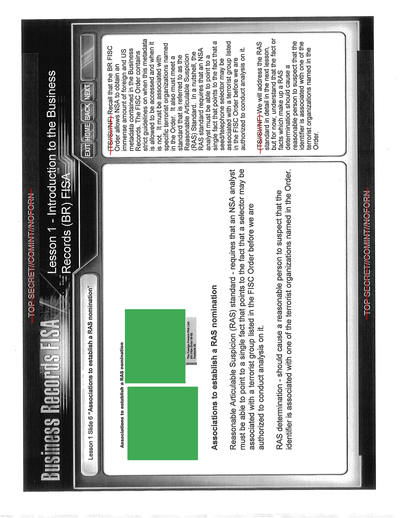 TOP SECRET//COMINT//NOFORN
Business Records FISA
Lesson 1 - Introduction to the Business
Records (BR) FISA
EXIT HOME BACK NEXT
Lesson 1 Slide 6 "Associations to establish a RAS nomination"
Associations to establish a RAS nomination
Associations to establish a RAS nomination
Reasonable Articulable Suspicion (RAS) standard - requires that an NSA analyst
must be able to point to a single fact that points to the fact that a selector may be
associated with a terrorist group listed in the FISC Order before we are
authorized to conduct analysis on it.
RAS determination - should cause a reasonable person to suspect that the
identifier is associated with one of the terrorist organizations named in the Order.
(TS//SI//NF) Recall that the BR FISC
Order allows NSA to obtain an
immense amount of foreign and US
metadata contained in the Business
Records. The FISC Order contains
strict guidelines on when this metadata
is allowed to be accessed and when it
is not. It must be associated with
specific terrorist organizations named
in the Order. It also must meet a
standard that is referred to as the
Reasonable Articulable Suspicion
(RAS) Standard. In a nutshell, the
RAS standard requires that an NSA
analyst must be able to point to a
single fact that points to the fact that a
seed/telephone selector may be
associated with a terrorist group listed
in the FISC Order before we are
authorized to conduct analysis on it.
(TS//SI//NF) We will address the RAS
standard in detail in the next lesson,
but for now, understand that the fact or
facts which make up a RAS
determination should cause a
reasonable person to suspect that the
identifier is associated with one of the
terrorist organizations named in the
Order.
TOP SECRET//COMINT//NOFORN